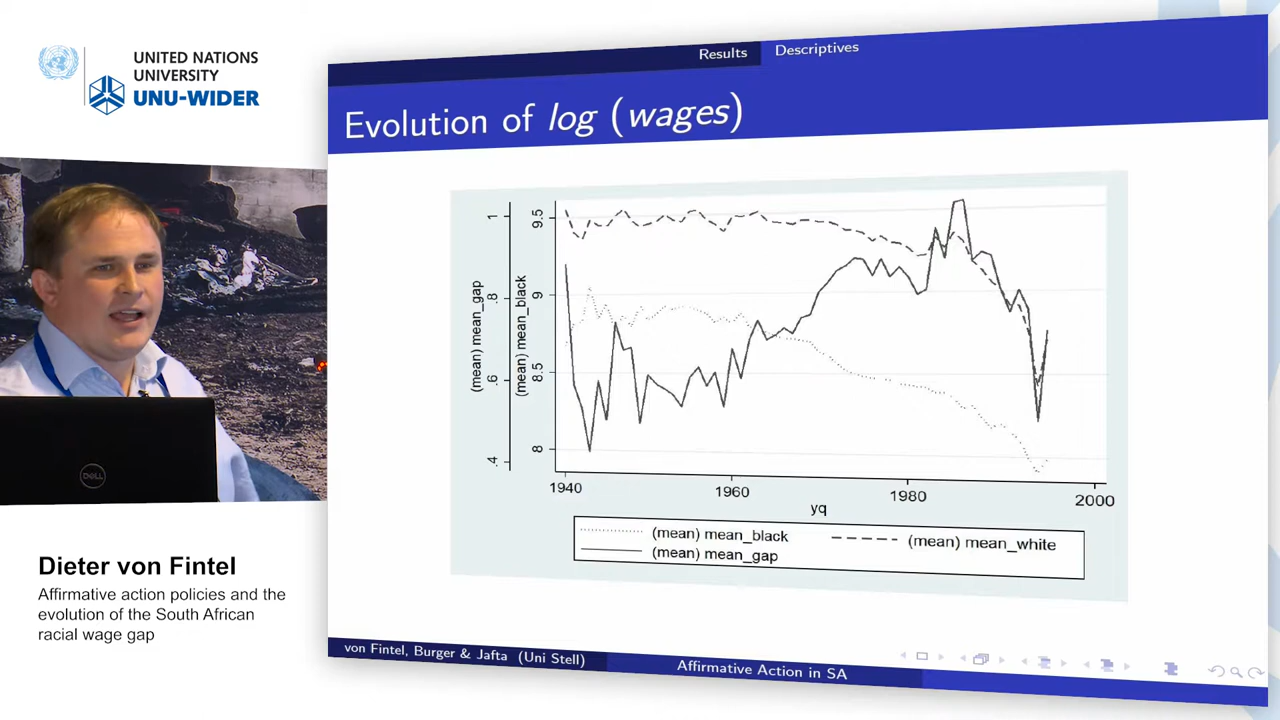 UNITED NATIONS
UNIVERSITY
UNU-WIDER
DELL
Dieter von Fintel
Affirmative action policies and the
evolution of the South African
racial wage gap
Results Descriptives
Evolution of log (wages)
(mean) mean_gap
.4 .6 .8 1
(mean) mean_black
8 8.5 9 9.5
1940 1960 1980 2000
yq
(mean) mean_black (mean) mean_white
(mean) mean_gap
von Fintel, Burger & Jafta (Uni Stell) Affirmative Action in SA